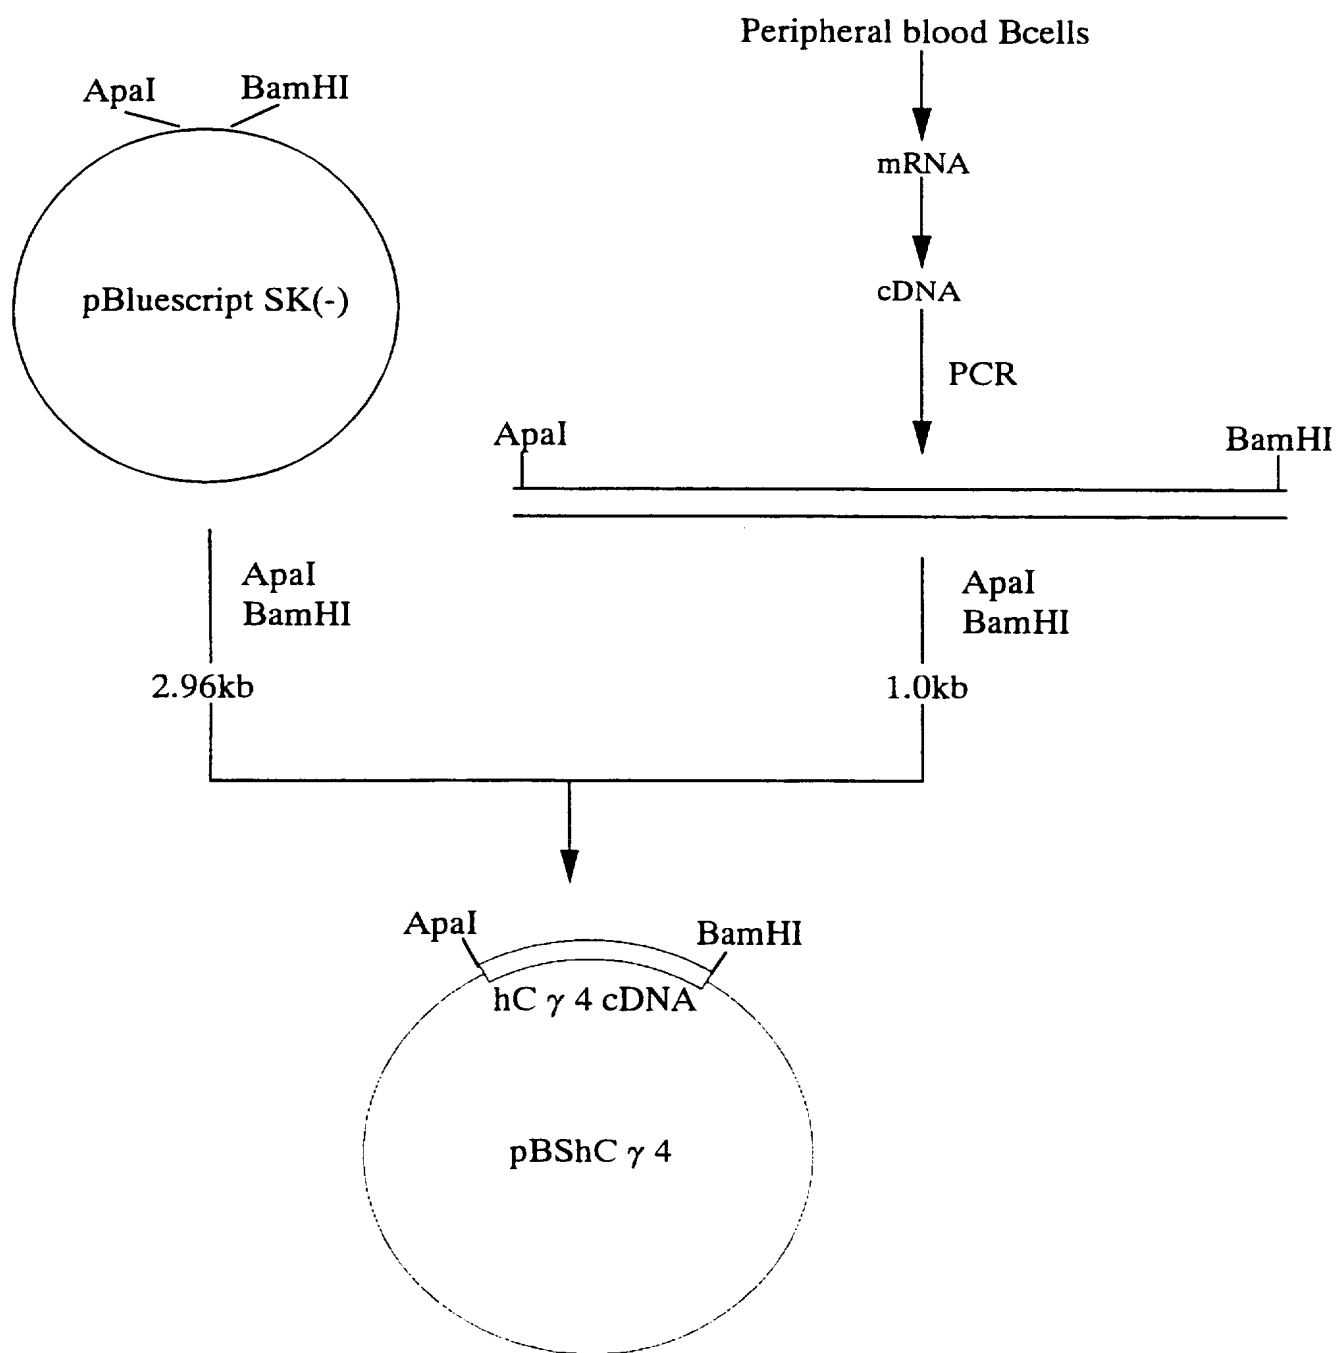 Peripheral blood Bcells
ApaI
BamHI
mRNA
pBluescript SK(-)
cDNA
PCR
ApaI
BamHI
ApaI
BamHI
ApaI
BamHI
2.96kb
1.0kb
ApaI
BamHI
hC γ 4 cDNA
pBShC γ 4